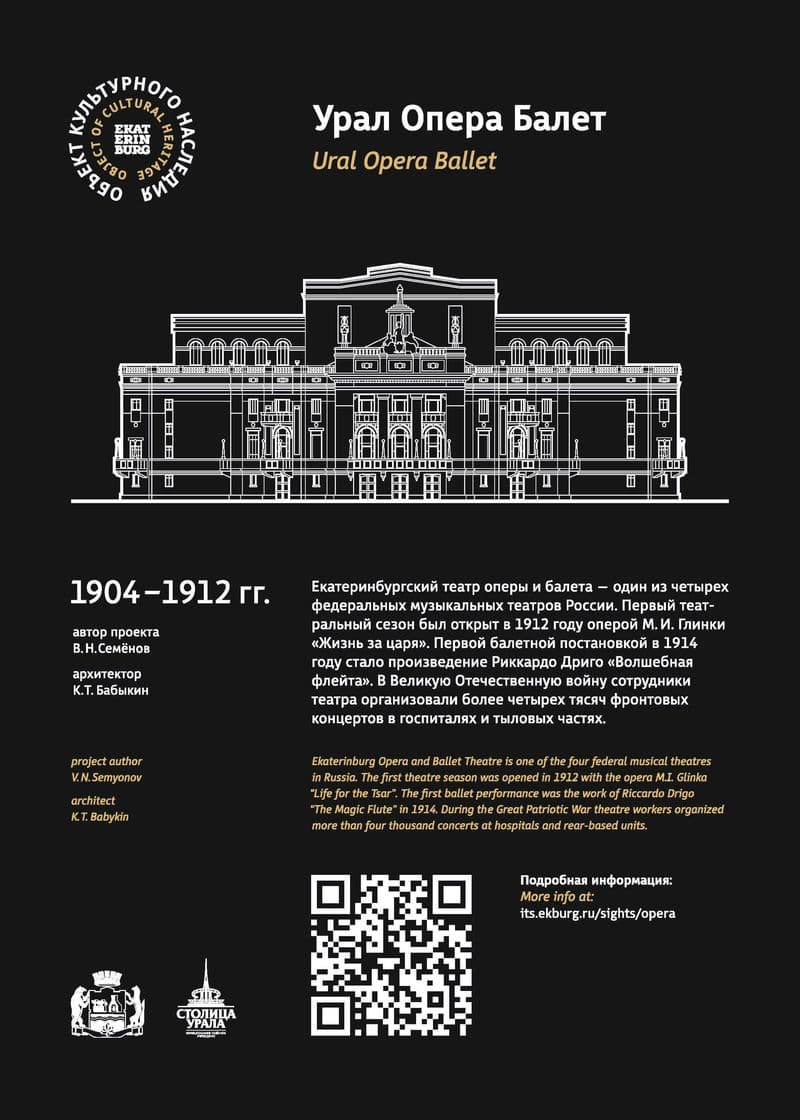 ОБЪЕКТ КУЛЬТУРНОГО НАСЛЕДИЯ
OBJECT OF CULTURAL HERITAGE
EKAT
ERIN
BURG
Урал Опера Балет
Ural Opera Ballet
1904–1912 гг.
автор проекта
В. Н. Семёнов
архитектор
К.Т. Бабыкин
Екатеринбургский театр оперы и балета — один из четырех
федеральных музыкальных театров России. Первый теат-
ральный сезон был открыт в 1912 году оперой М. И. Глинки
«Жизнь за царя». Первой балетной постановкой в 1914
году стало произведение Риккардо Дриго «Волшебная
флейта». В Великую Отечественную войну сотрудники
театра организовали более четырех тясяч фронтовых
концертов в госпиталях и тыловых частях.
project author
V. N. Semyonov
architect
K.T. Babykin
Ekaterinburg Opera and Ballet Theatre is one of the four federal musical theatres
in Russia. The first theatre season was opened in 1912 with the opera M.I. Glinka
"Life for the Tsar". The first ballet performance was the work of Riccardo Drigo
"The Magic Flute" in 1914. During the Great Patriotic War theatre workers organized
more than four thousand concerts at hospitals and rear-based units.
Подробная информация:
More info at:
its.ekburg.ru/sights/opera
СТОЛИЦА
УРАЛА